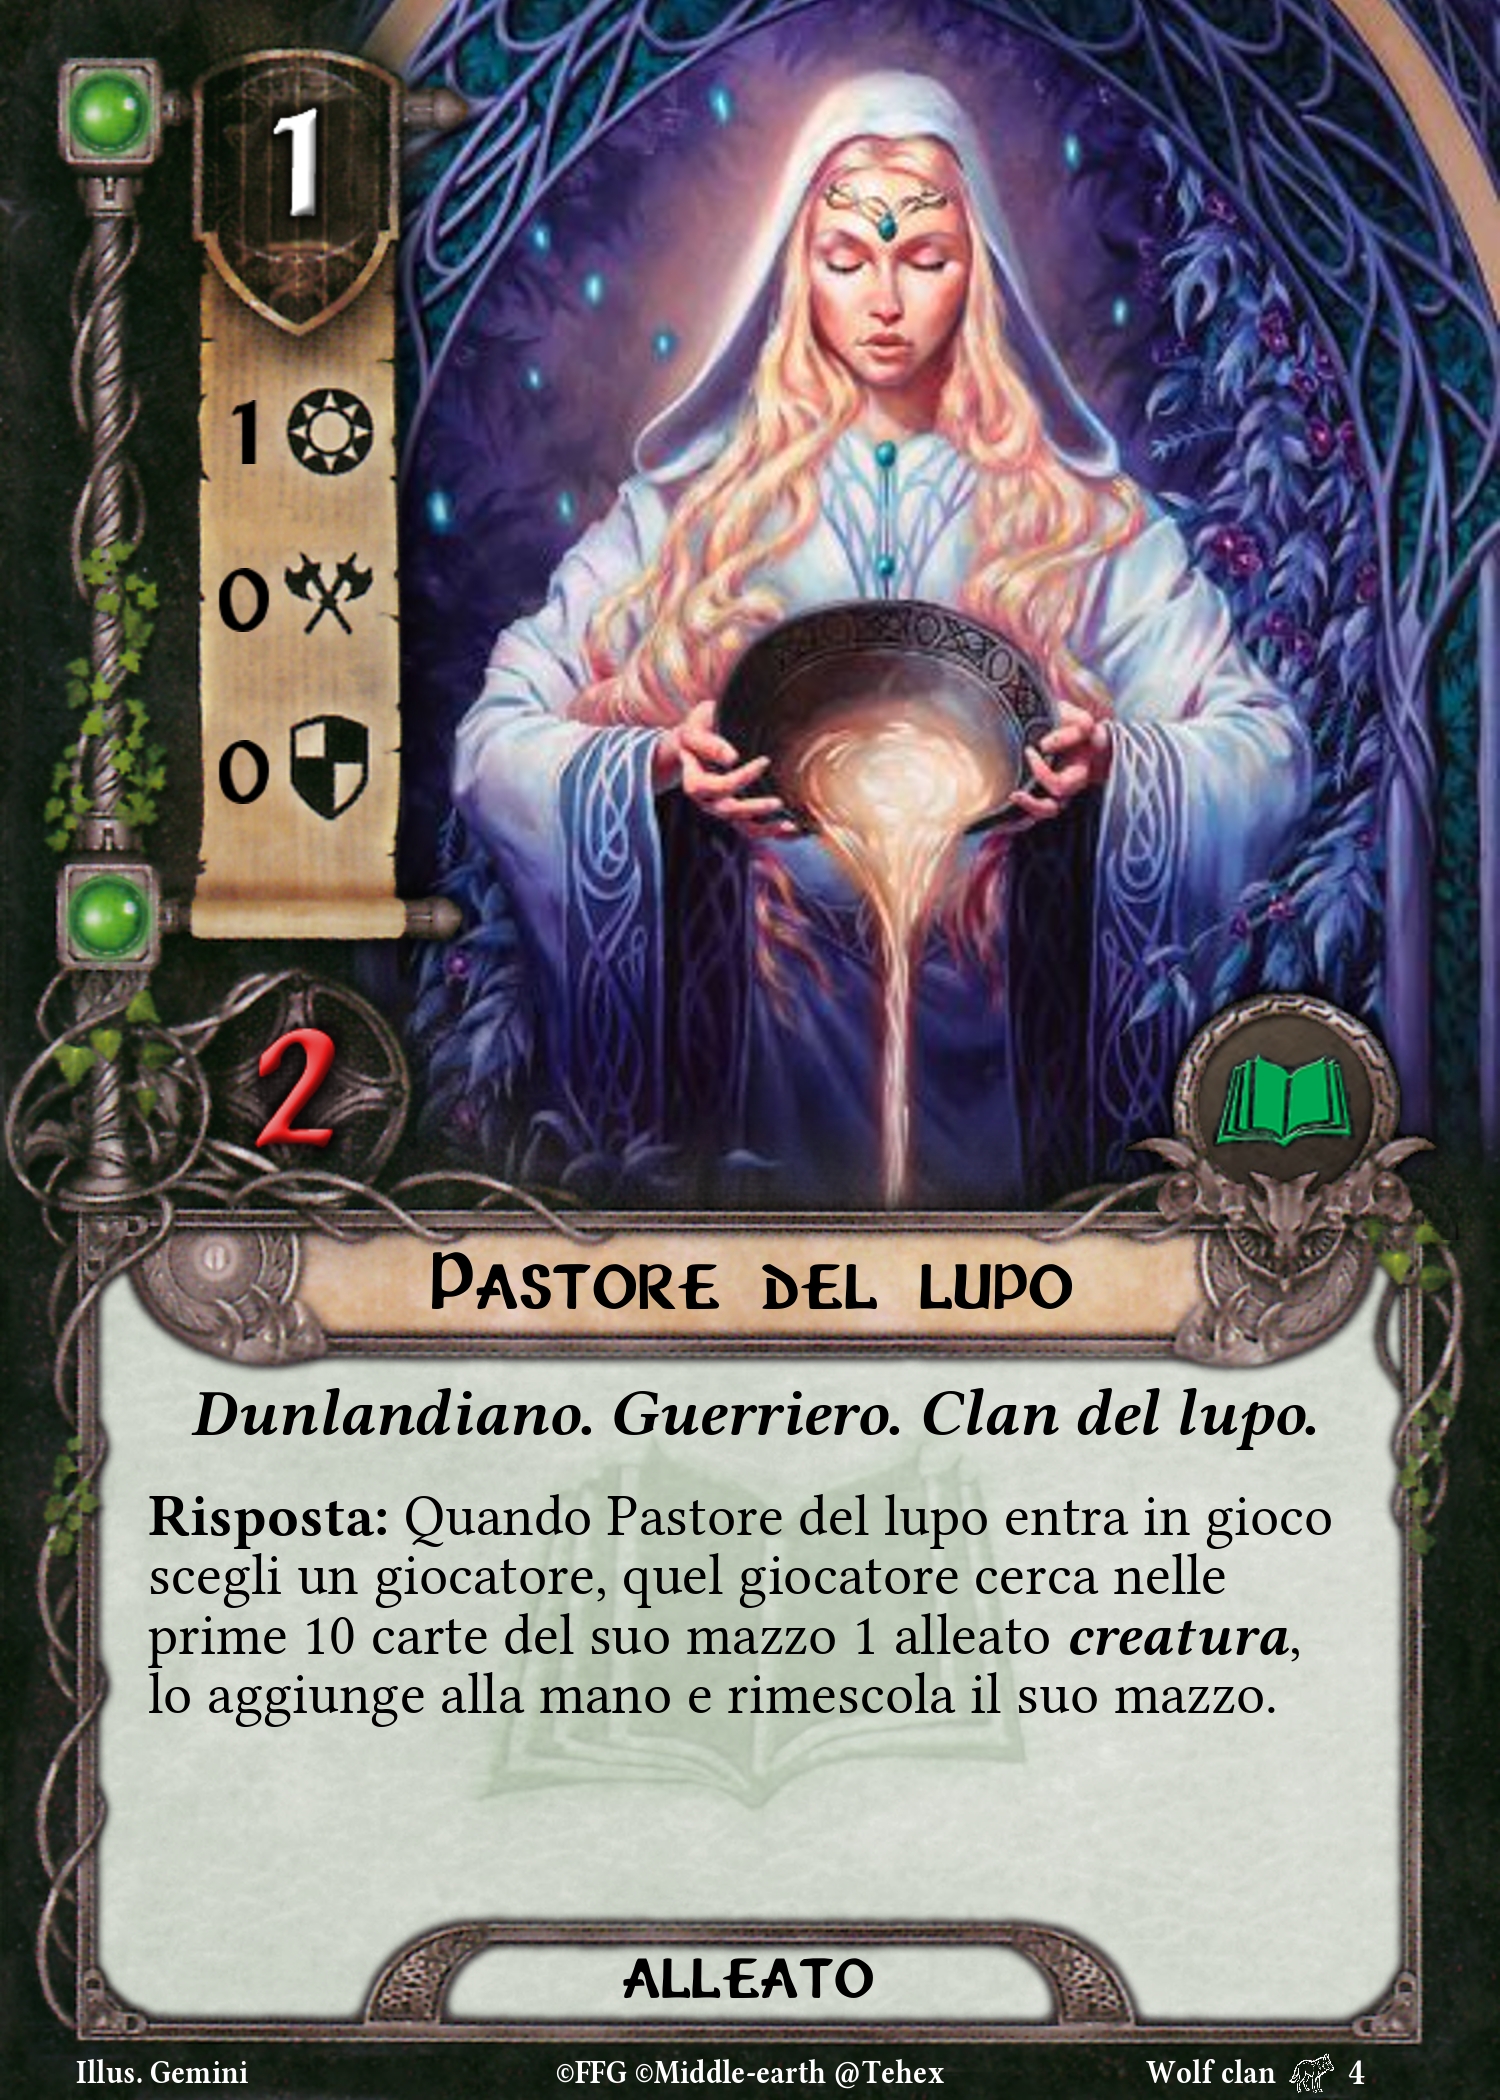 1
1
0
0
2
Pastore del lupo
Dunlandiano. Guerriero. Clan del lupo.
Risposta: Quando Pastore del lupo entra in gioco
scegli un giocatore, quel giocatore cerca nelle
prime 10 carte del suo mazzo 1 alleato creatura,
lo aggiunge alla mano e rimescola il suo mazzo.
ALLEATO
Illus. Gemini ©FFG ©Middle-earth @Tehex Wolf clan 4